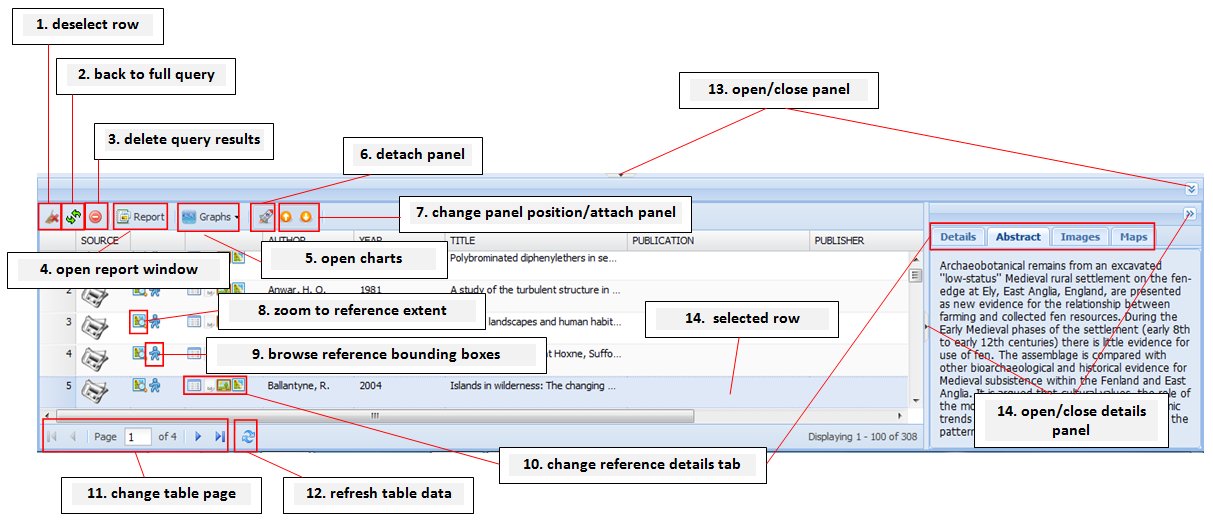 1. deselect row
2. back to full query
3. delete query results
6. detach panel
13. open/close panel
7. change panel position/attach panel
Report
Graphs
4. open report window
5. open charts
SOURCE
AUTHOR
YEAR
TITLE
PUBLICATION
PUBLISHER
Polybrominated diphenylethers in se...
2
Anwar, H. O.
1981
A study of the turbulent structure in ...
8. zoom to reference extent
3
landscapes and human habit...
14. selected row
9. browse reference bounding boxes
4
t Hoxne, Suffo...
5
Ballantyne, R.
2004
Islands in wilderness: The changing ...
Page 1 of 4
Displaying 1 - 100 of 308
10. change reference details tab
11. change table page
12. refresh table data
Details
Abstract
Images
Maps
Archaeobotanical remains from an excavated
"low-status" Medieval rural settlement on the fen-
edge at Ely, East Anglia, England, are presented
as new evidence for the relationship between
farming and collected fen resources. During the
Early Medieval phases of the settlement (early 8th
to early 12th centuries) there is little evidence for
use of fen. The assemblage is compared with
other bioarchaeological and historical evidence for
Medieval subsistence within the Fenland and East
Anglia. It is argued that cultural values, the role of
the mo
nic
trends
the
pattern
14. open/close details
panel